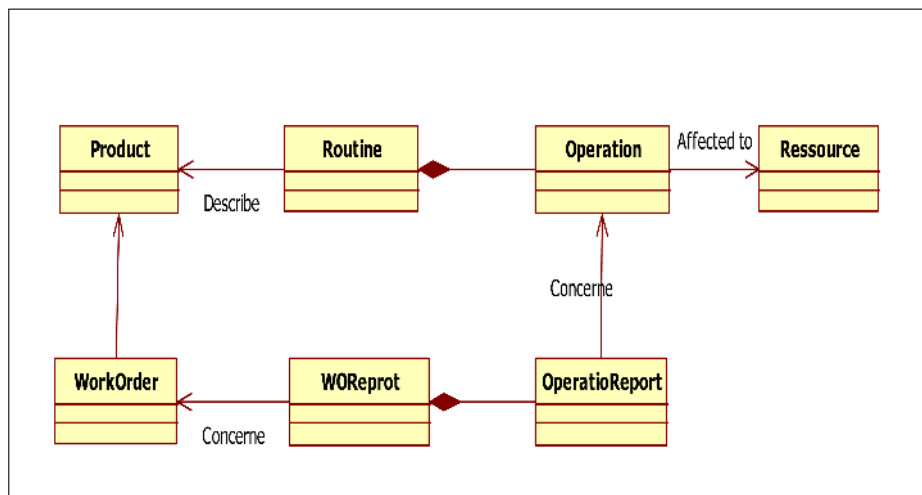 Product
Routine
Operation
Affected to
Ressource
Describe
Concerne
WorkOrder
WOReprot
OperatioReport
Concerne